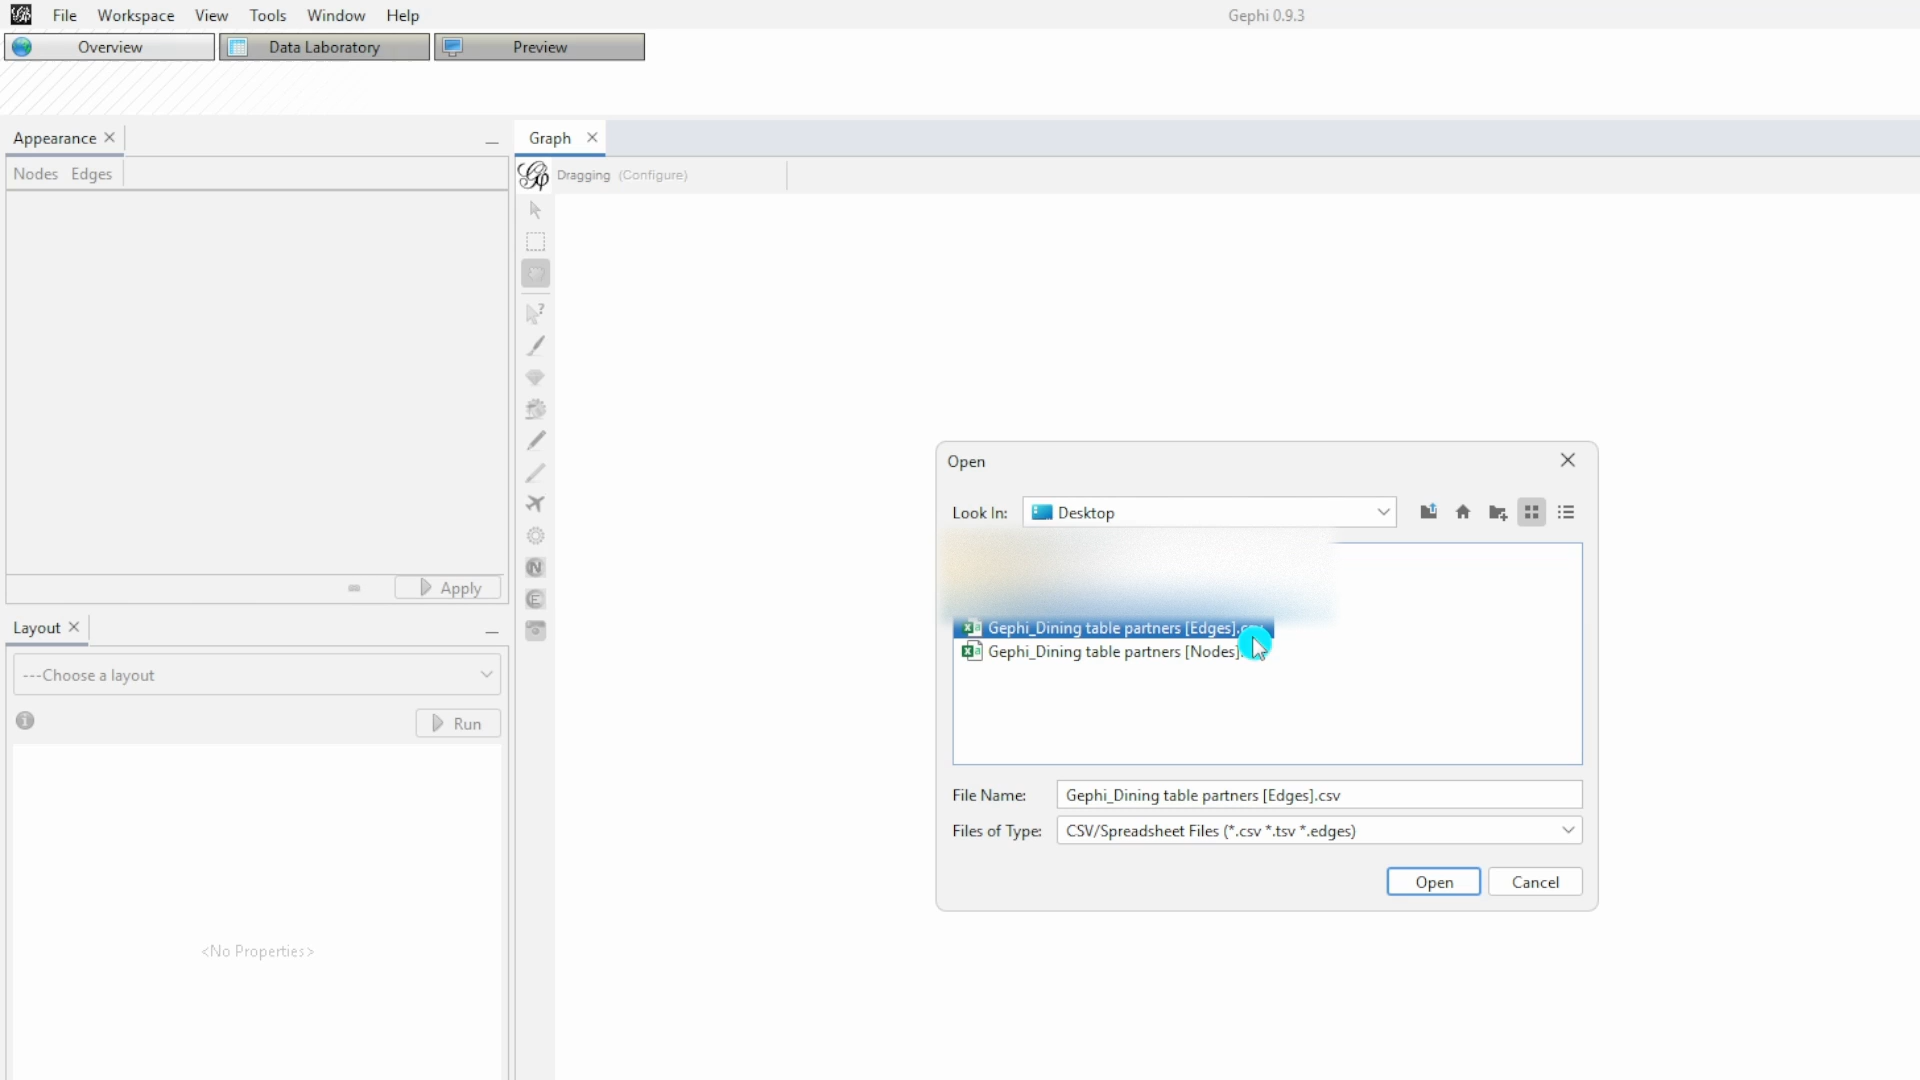 File Workspace View Tools Window Help
Gephi 0.9.3
Overview
Data Laboratory
Preview
Appearance
Nodes Edges
Apply
Layout
---Choose a layout
Run
<No Properties>
Graph
Dragging (Configure)
Open
Look In: Desktop
Gephi_Dining table partners [Edges]
Gephi_Dining table partners [Nodes]
File Name: Gephi_Dining table partners [Edges].csv
Files of Type: CSV/Spreadsheet Files (*.csv *.tsv *.edges)
Open
Cancel